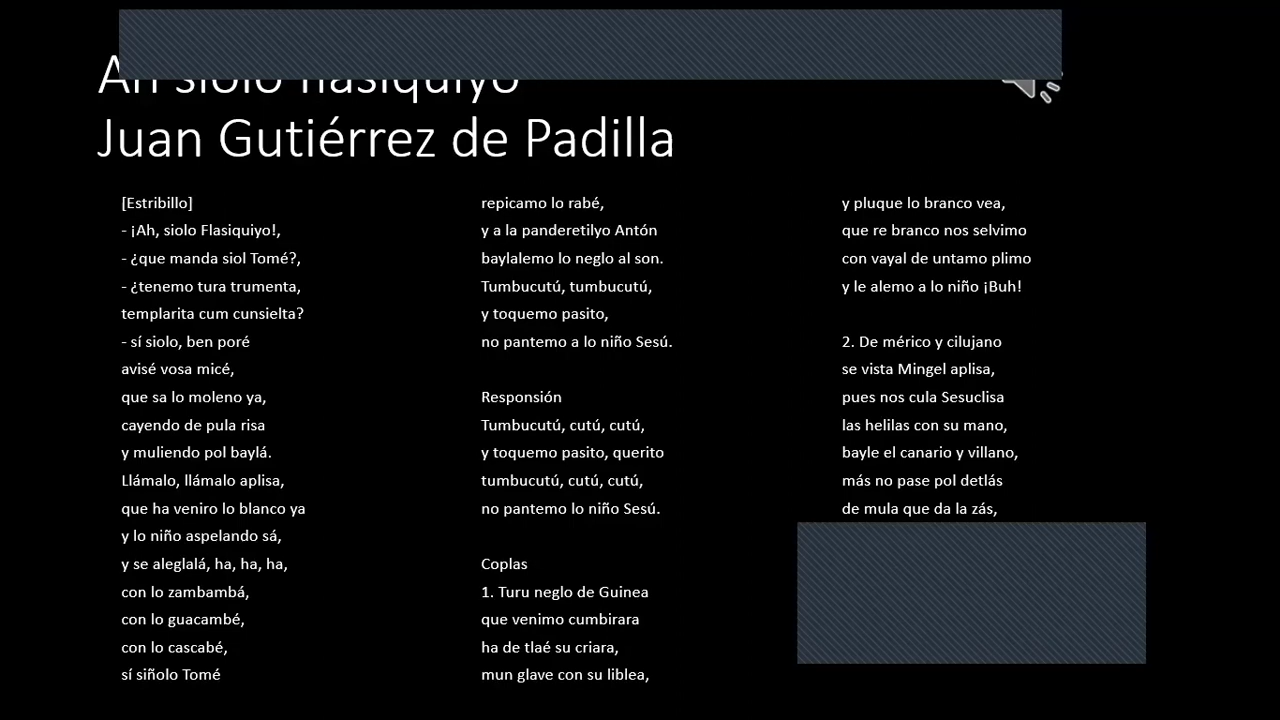 Ah siolo flasiquiyo
Juan Gutiérrez de Padilla
[Estribillo]
- ¡Ah, siolo Flasiquiyo!,
- ¿que manda siol Tomé?,
- ¿tenemo tura trumenta,
templarita cum cunsielta?
- sí siolo, ben poré
avisé vosa micé,
que sa lo moleno ya,
cayendo de pula risa
y muliendo pol baylá.
Llámalo, llámalo aplisa,
que ha veniro lo blanco ya
y lo niño aspelando sá,
y se aleglalá, ha, ha, ha,
con lo zambambá,
con lo guacambé,
con lo cascabé,
sí siñolo Tomé
repicamo lo rabé,
y a la panderetilyo Antón
baylalemo lo neglo al son.
Tumbucutú, tumbucutú,
y toquemo pasito,
no pantemo a lo niño Sesú.
Responsión
Tumbucutú, cutú, cutú,
y toquemo pasito, querito
tumbucutú, cutú, cutú,
no pantemo lo niño Sesú.
Coplas
1. Turu neglo de Guinea
que venimo cumbirara
ha de tlaé su criara,
mun glave con su liblea,
y pluque lo branco vea,
que re branco nos selvimo
con vayal de untamo plimo
y le alemo a lo niño ¡Buh!
2. De mérico y cilujano
se vista Mingel aplisa,
pues nos cula Sesuclisa
las helilas con su mano,
bayle el canario y villano,
más no pase pol detlás
de mula que da la zás,